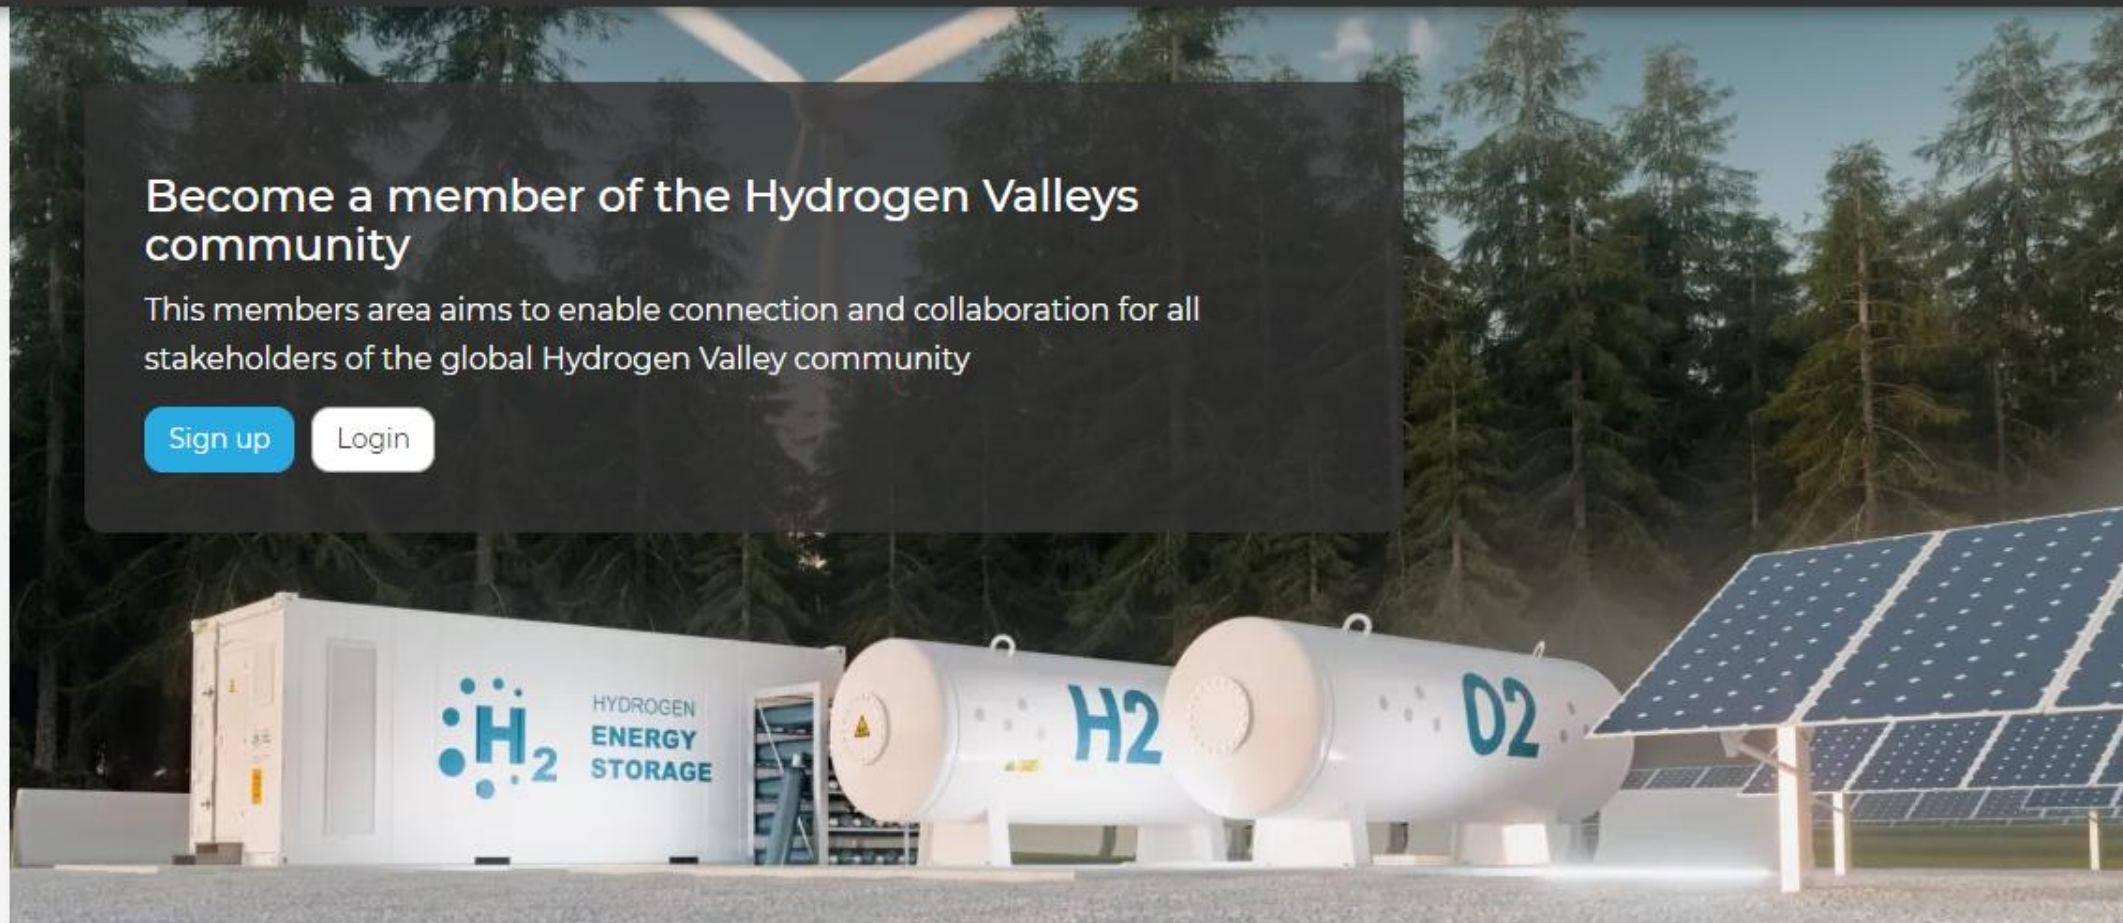 Become a member of the Hydrogen Valleys
community
This members area aims to enable connection and collaboration for all
stakeholders of the global Hydrogen Valley community
Sign up
Login
H2
HYDROGEN
ENERGY
STORAGE
H2
O2